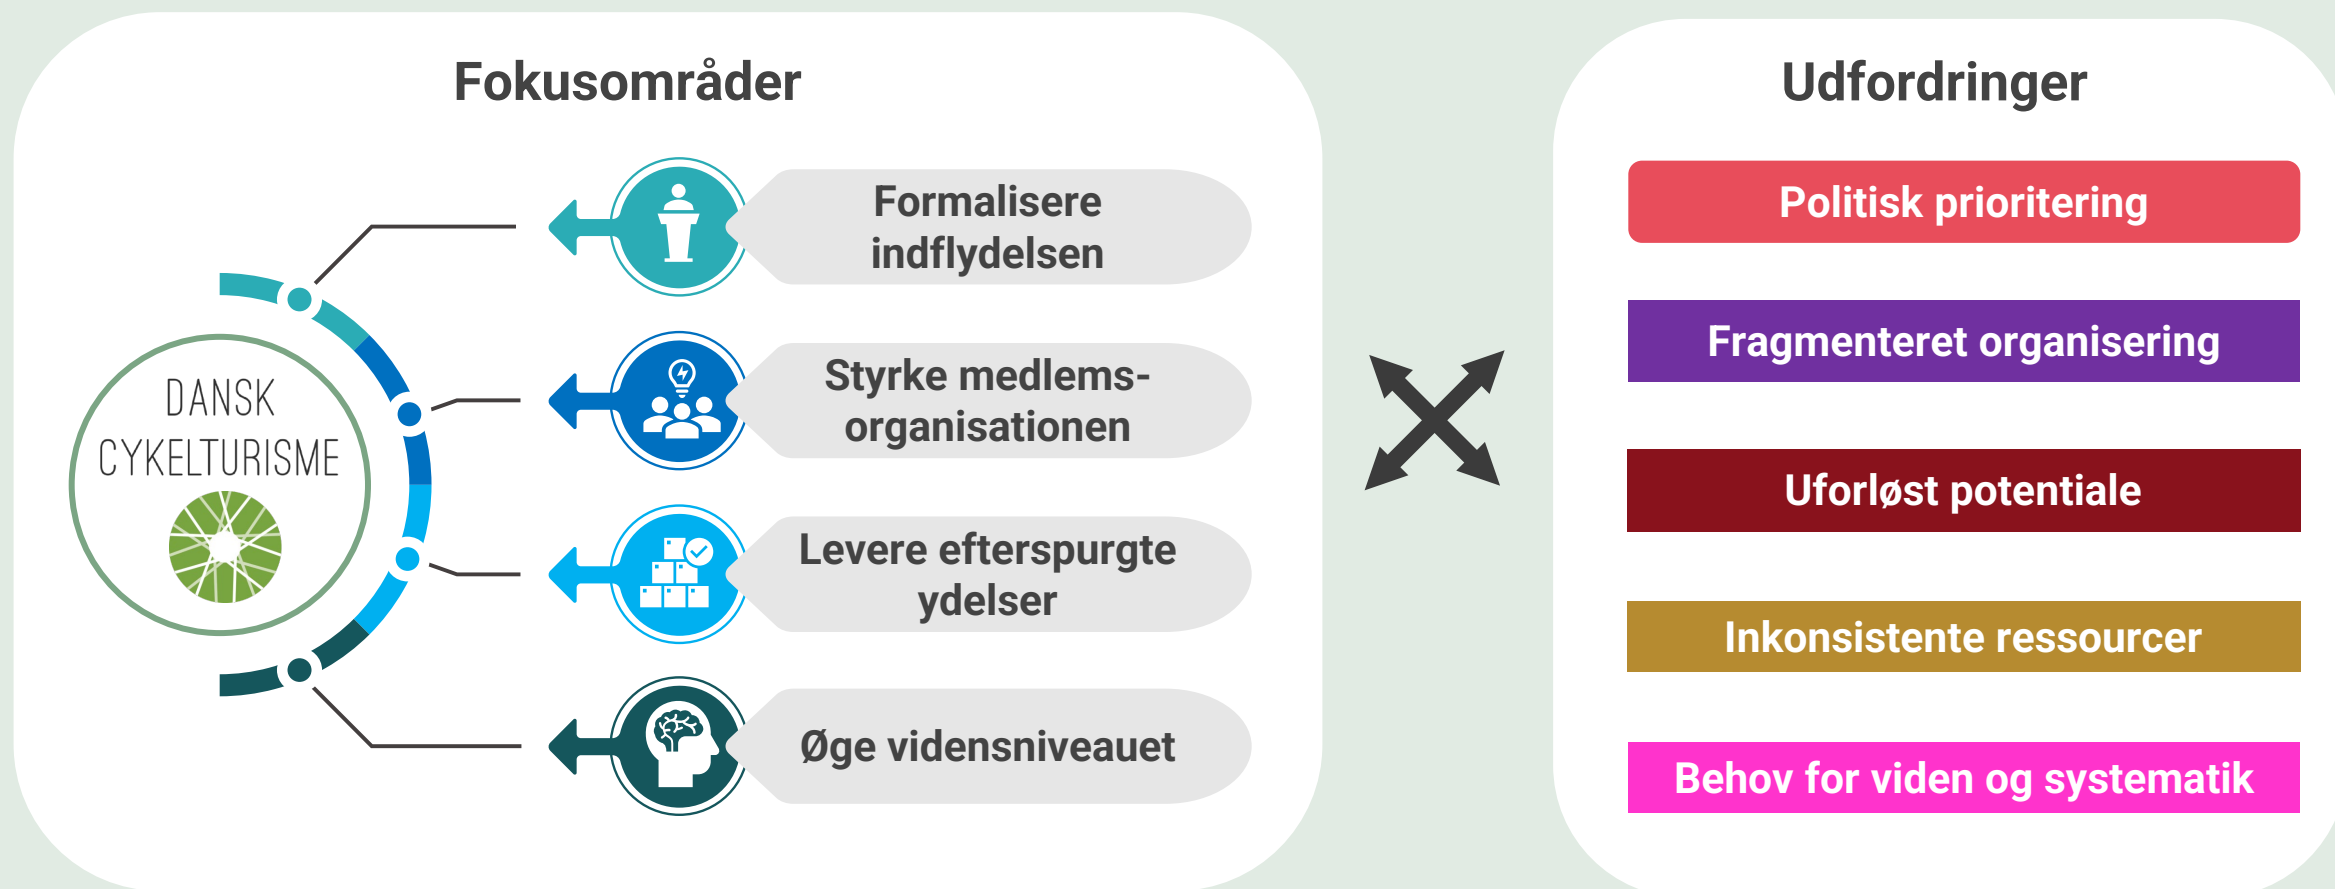 Fokusområder
DANSK
CYKELTURISME
Formalisere
indflydelsen
Styrke medlems-
organisationen
Levere efterspurgte
ydelser
Øge vidensniveauet
Udfordringer
Politisk prioritering
Fragmenteret organisering
Uforløst potentiale
Inkonsistente ressourcer
Behov for viden og systematik